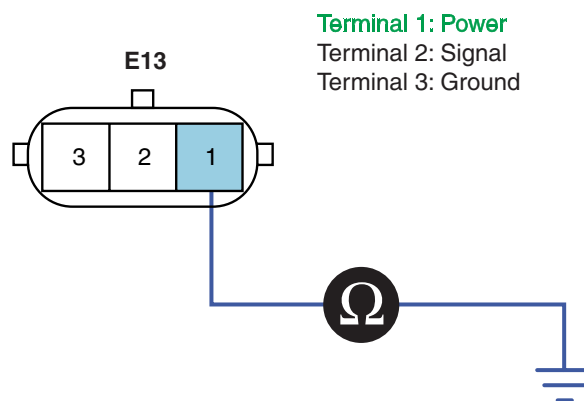 Terminal 1: Power
Terminal 2: Signal
Terminal 3: Ground
E13
3 2 1
Ω